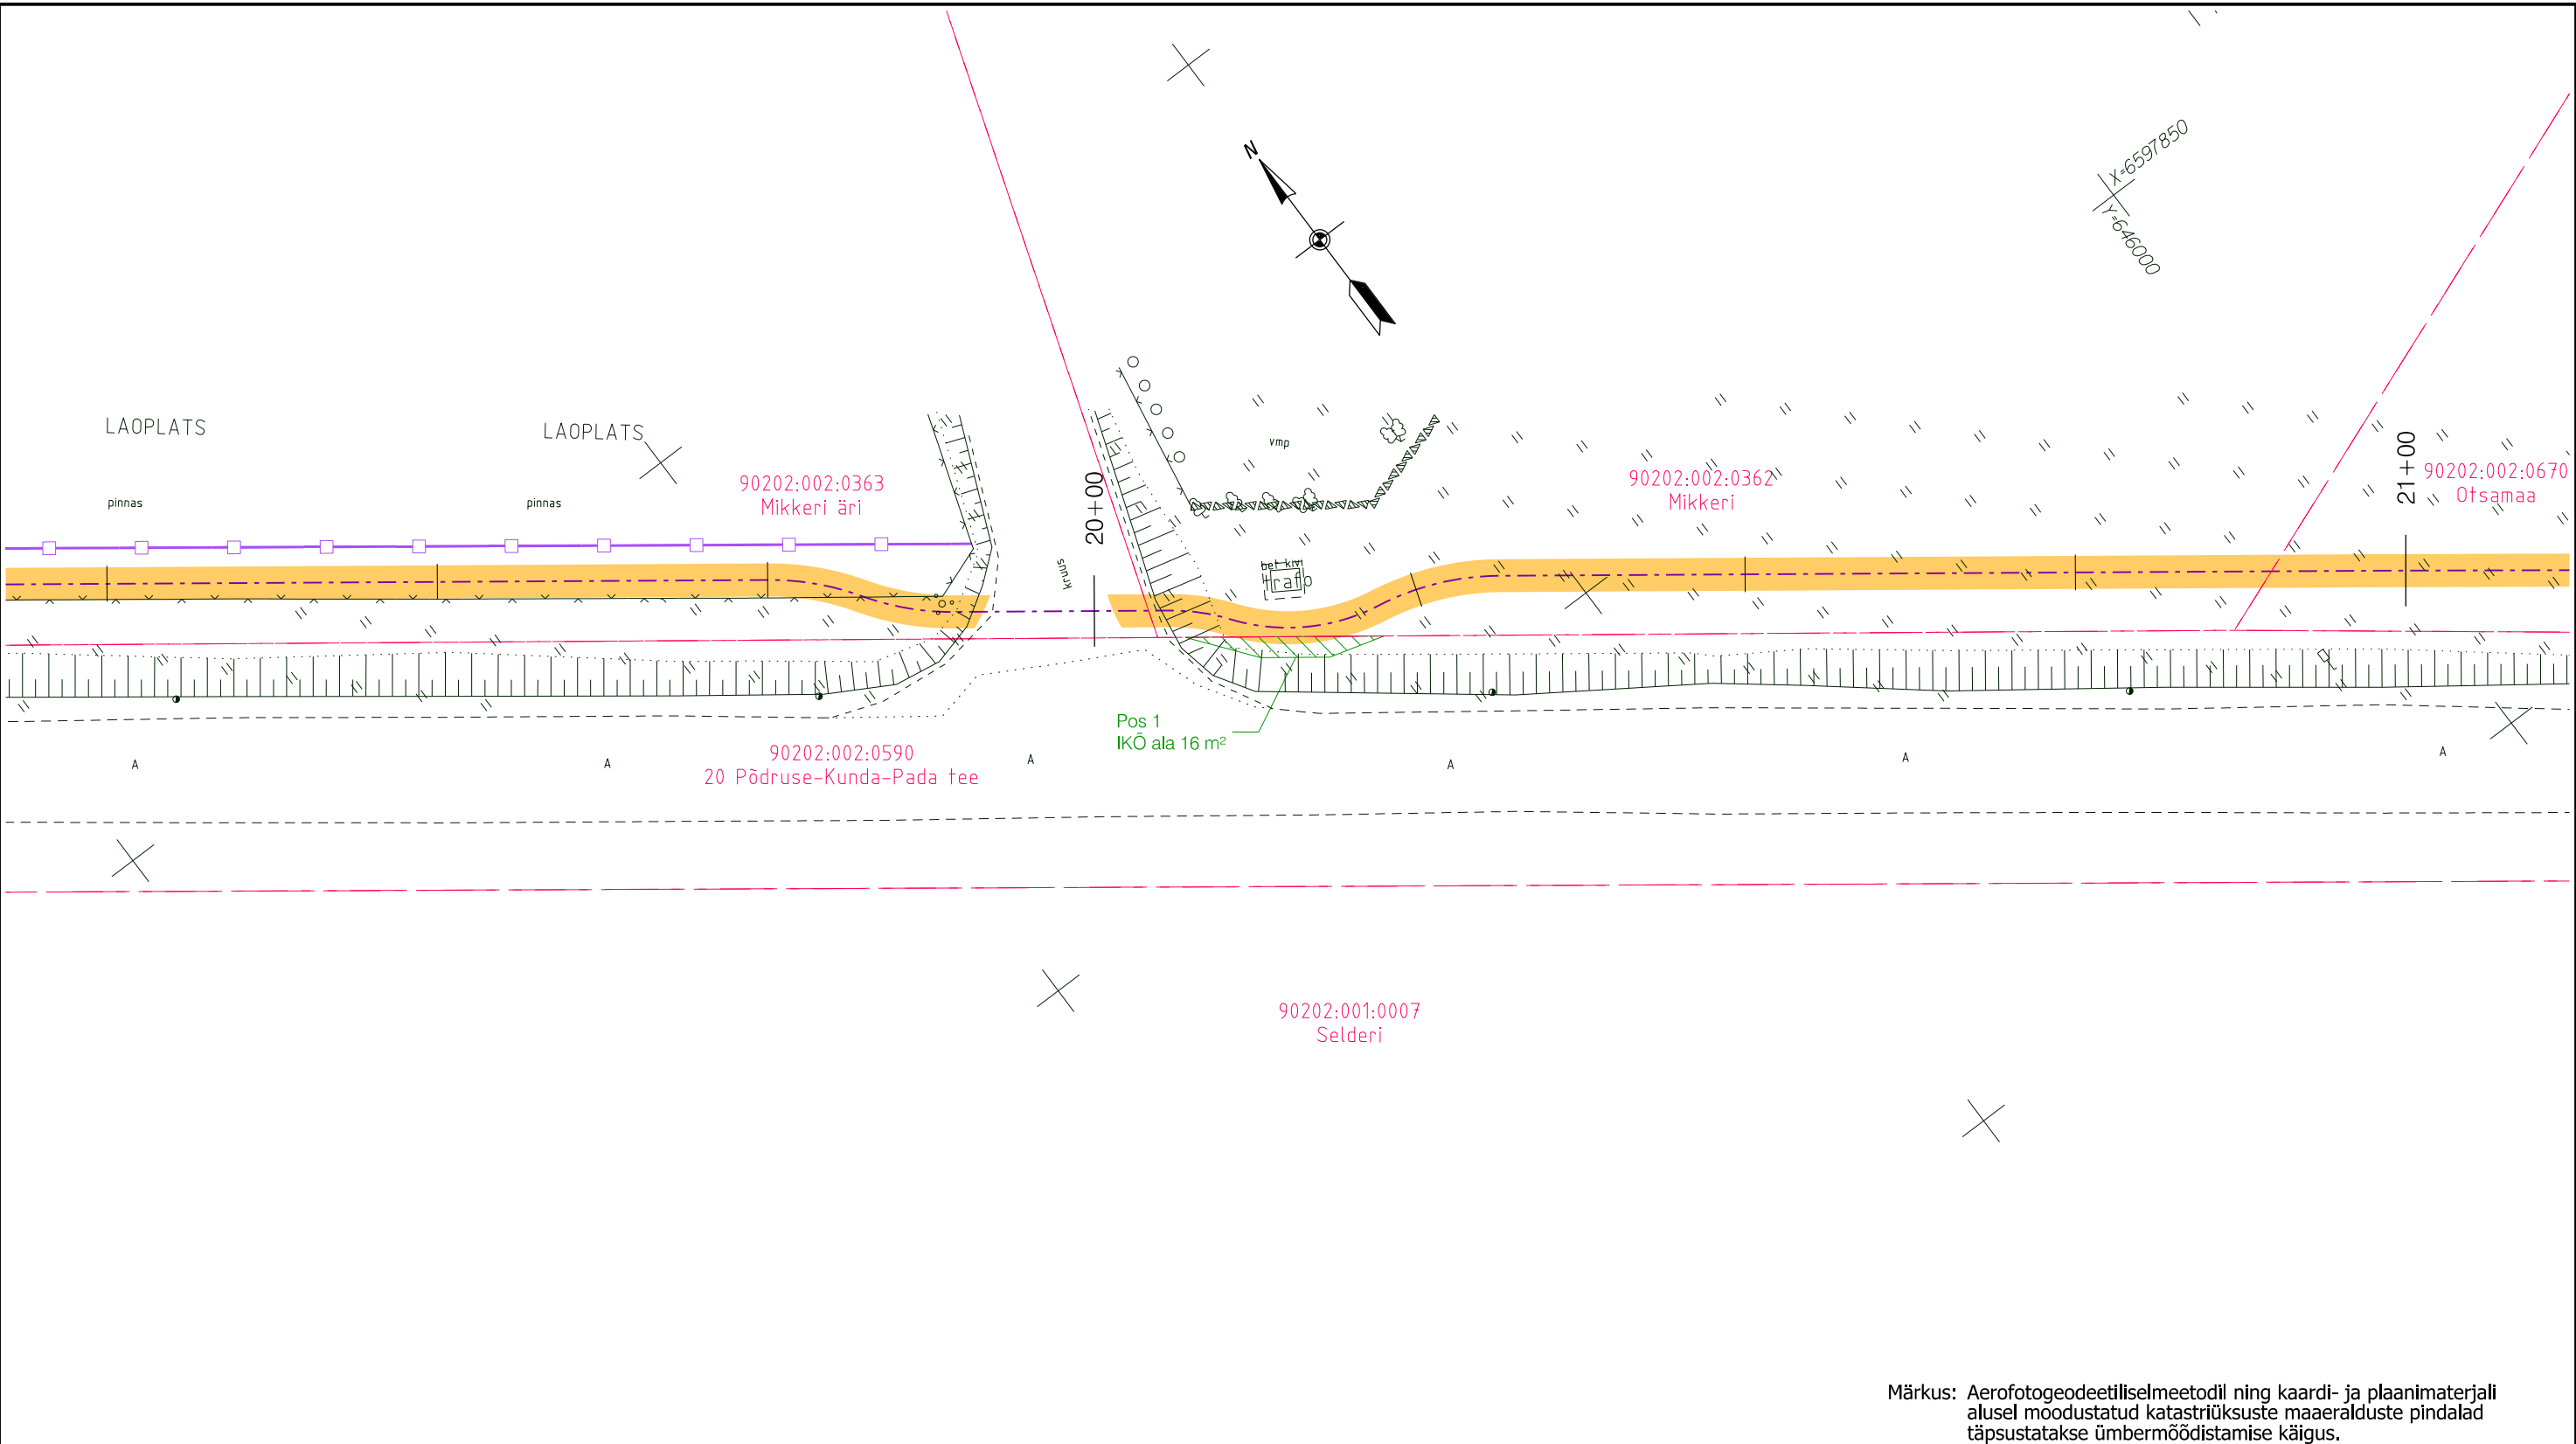 N
X=6597850
Y=646000
LAOPLATS
LAOPLATS
pinnas
pinnas
90202:002:0363
Mikkeri äri
20+00
kruus
vmp
bet kivi
trafo
90202:002:0362
Mikkeri
21+00
90202:002:0670
Otsamaa
Pos 1
IKÕ ala 16 m²
90202:002:0590
20 Põdruse-Kunda-Pada tee
A
A
A
A
A
A
90202:001:0007
Selderi
Märkus: Aerofotogeodeetiliselmeetodil ning kaardi- ja plaanimaterjali
alusel moodustatud katastriüksuste maaeralduste pindalad
täpsustatakse ümbermõõdistamise käigus.